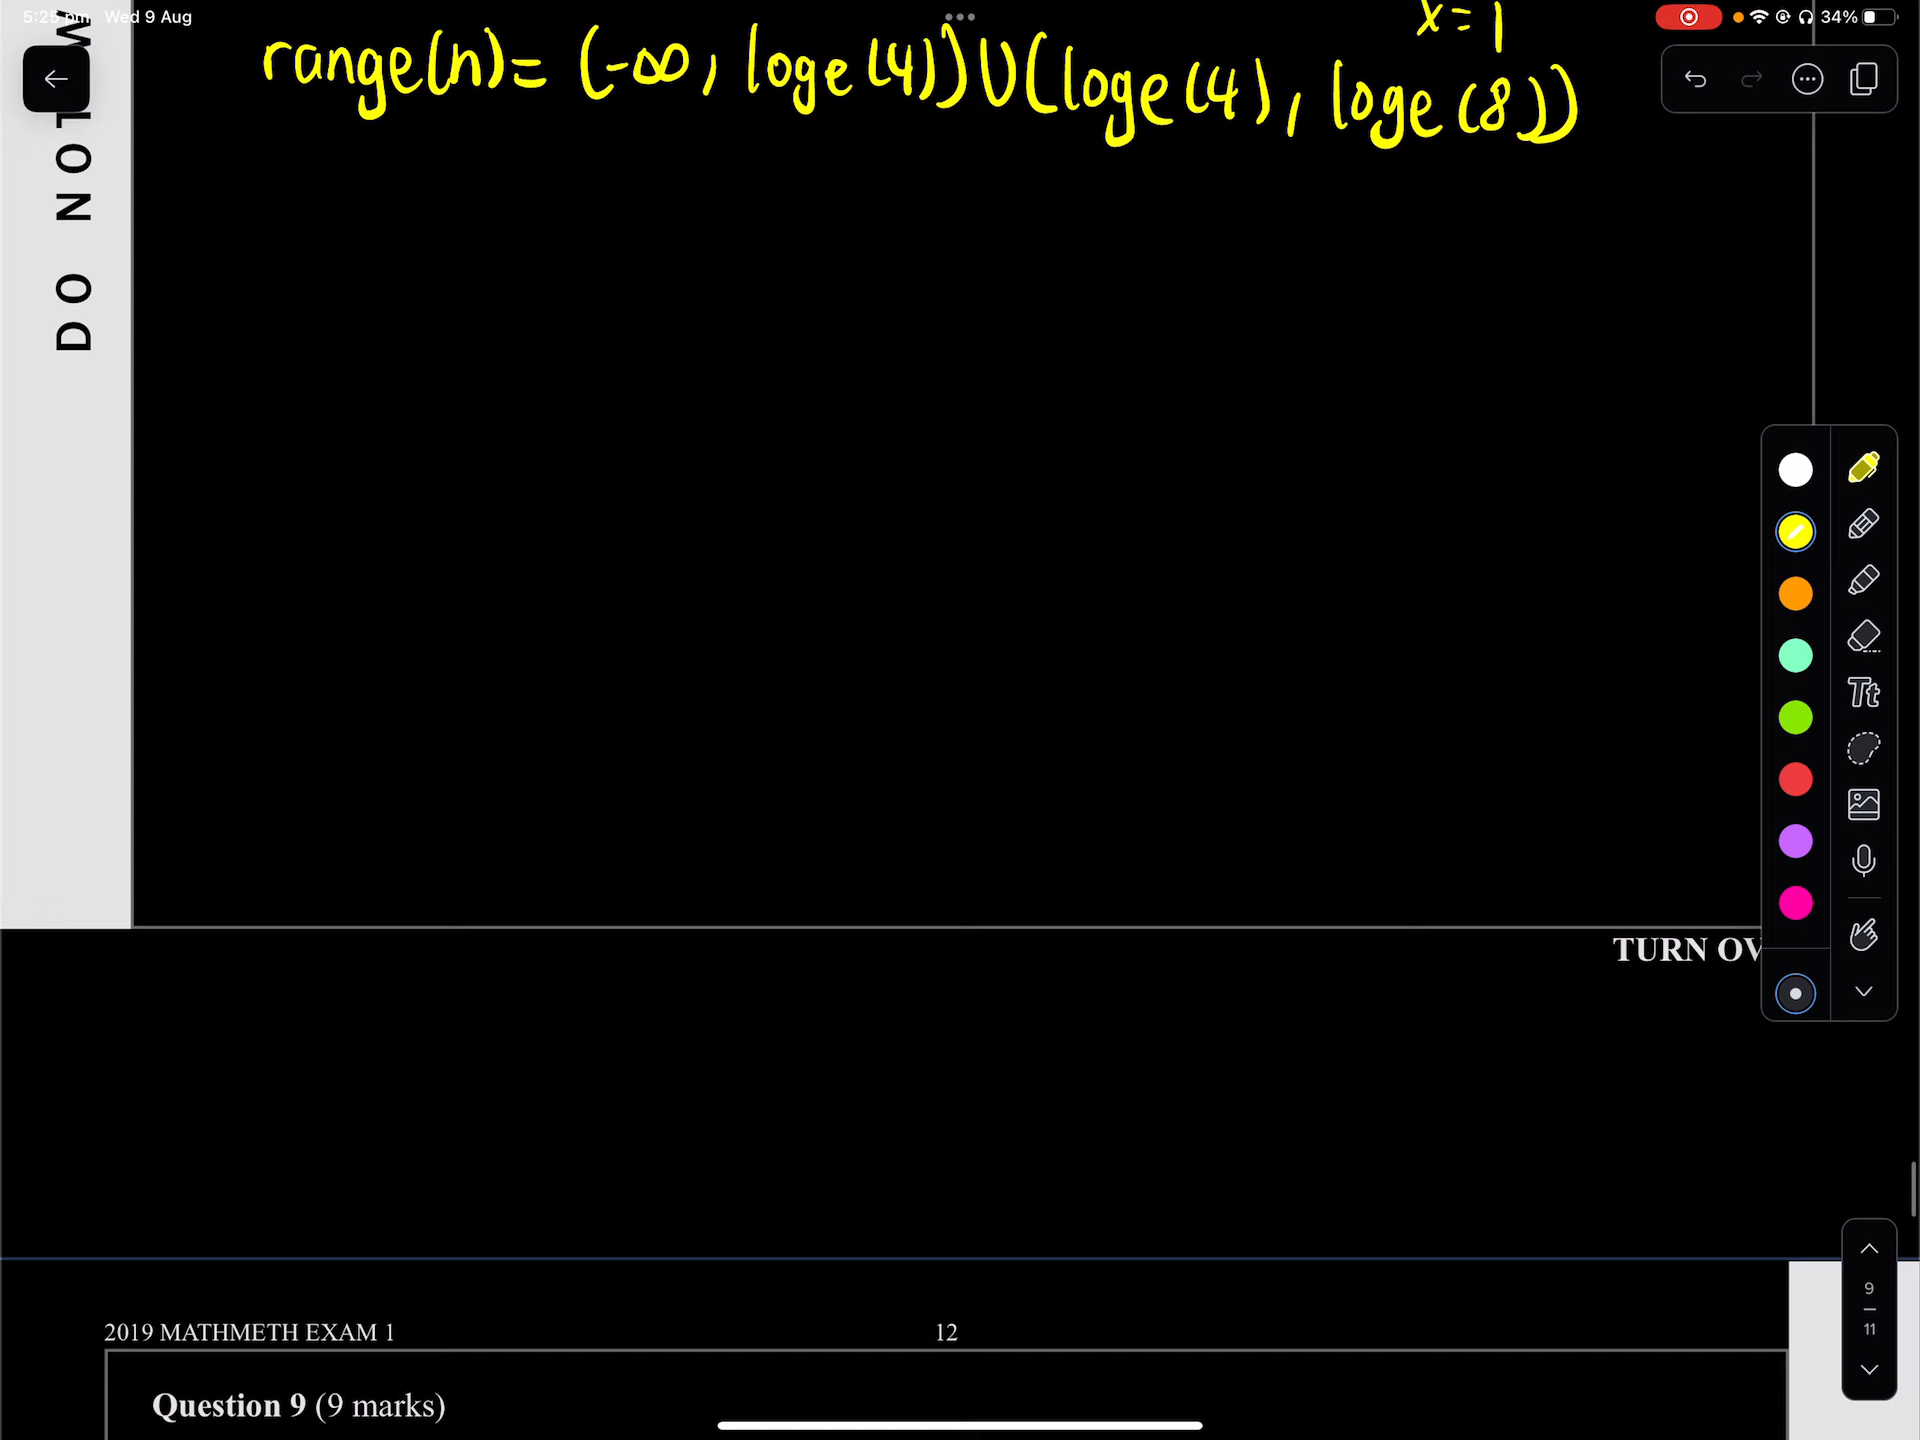 5:25 pm Wed 9 Aug
34%
x = 1
range(h) = (-∞, loge(4)) ∪ (loge(4), loge(8))
DO NOT W
Tt
TURN OV
9
11
2019 MATHMETH EXAM 1
12
Question 9 (9 marks)